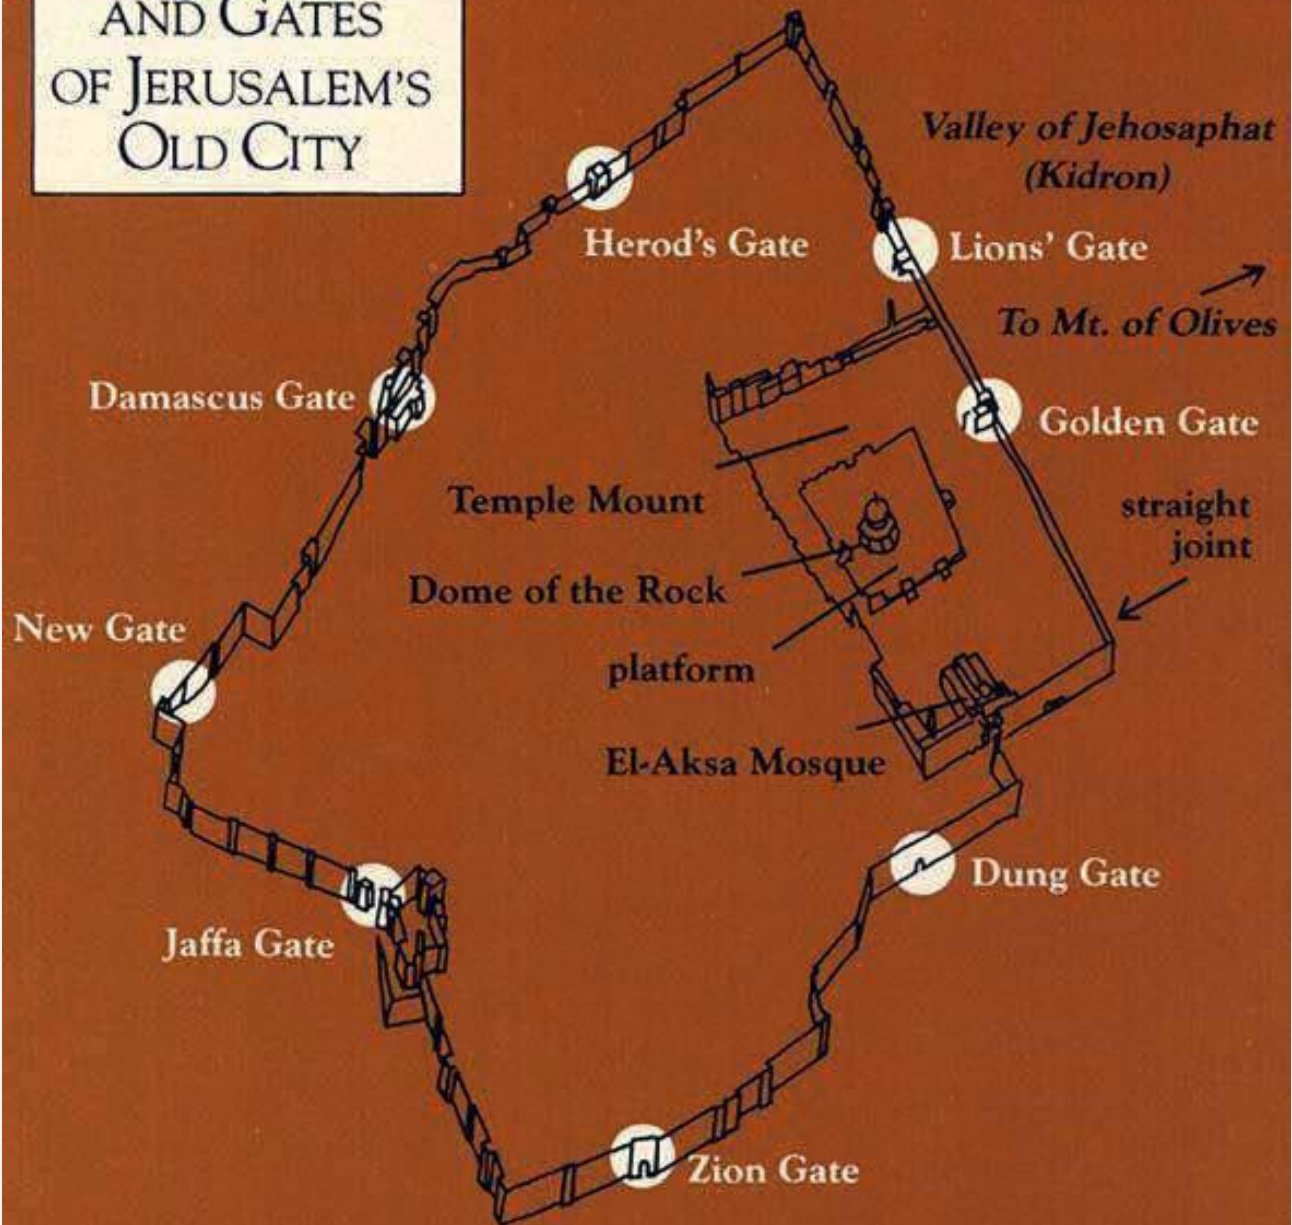 AND GATES
OF JERUSALEM'S
OLD CITY
Valley of Jehosaphat
(Kidron)
Herod's Gate
Lions' Gate
To Mt. of Olives
Damascus Gate
Golden Gate
Temple Mount
straight
joint
Dome of the Rock
New Gate
platform
El-Aksa Mosque
Dung Gate
Jaffa Gate
Zion Gate